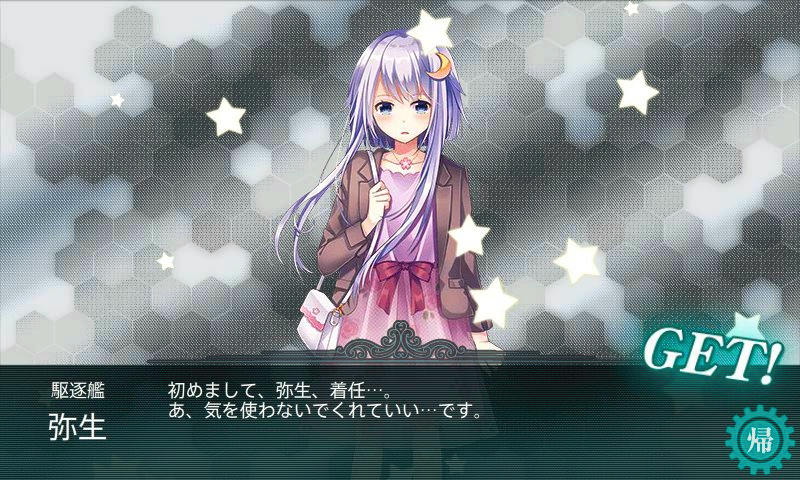 GET!
駆逐艦
弥生
初めまして、弥生、着任…。
あ、気を使わないでくれていい…です。
帰